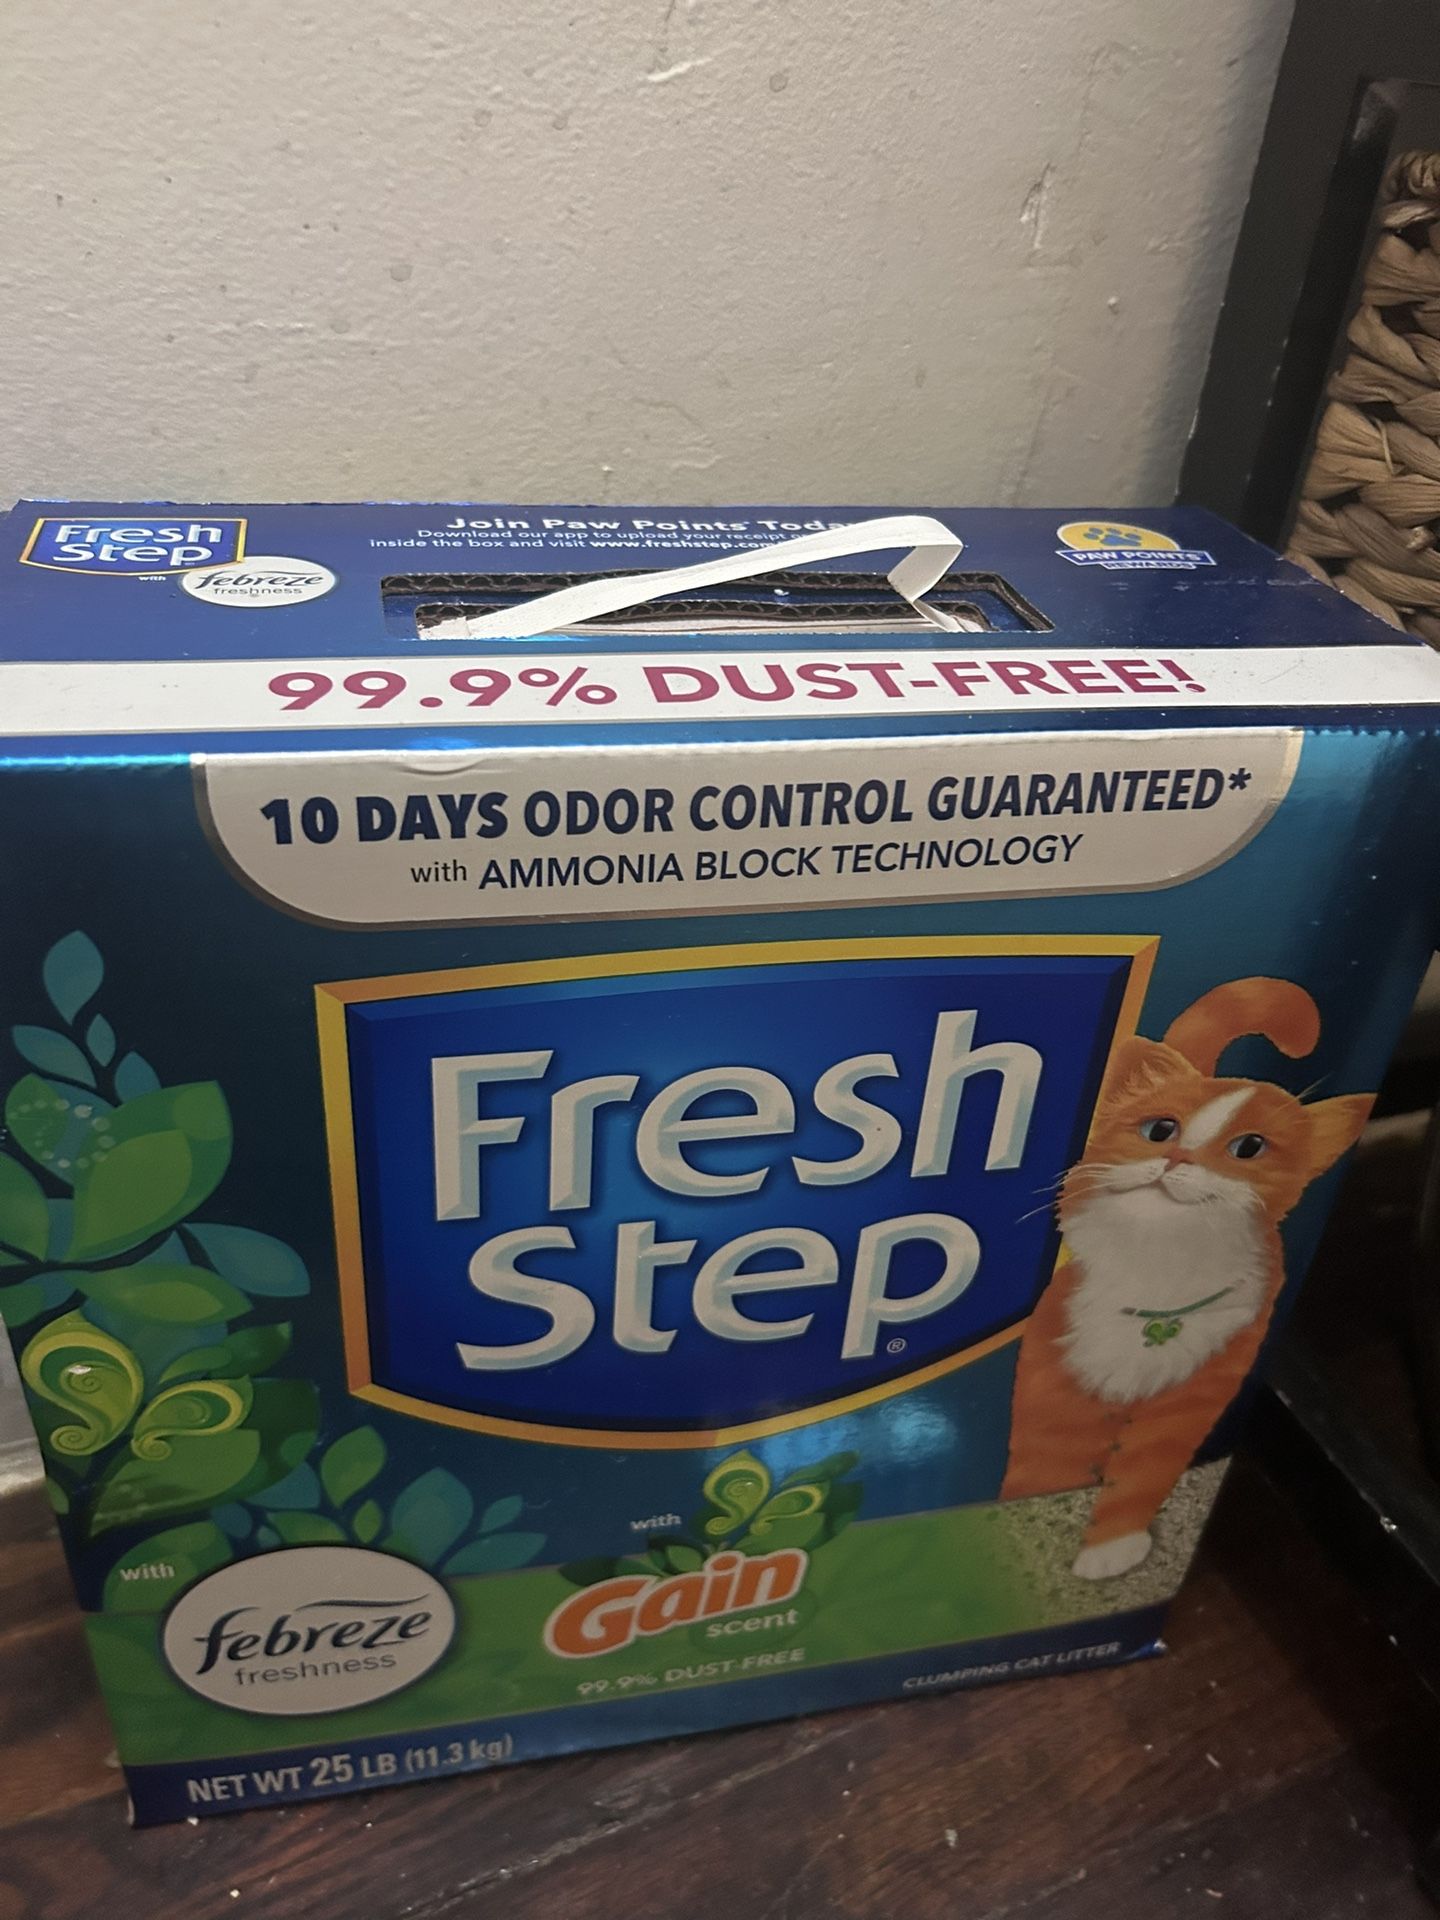 Fresh
Step
with
febreze
freshness
Join Paw Points Toda
Download our app to upload your receipt
inside the box and visit www.freshstep.com
PAW POINTS
REWARDS
99.9% DUST-FREE!
10 DAYS ODOR CONTROL GUARANTEED*
with AMMONIA BLOCK TECHNOLOGY
Fresh
Step®
with
febreze
freshness
with
Gain
scent
99.9% DUST-FREE
CLUMPING CAT LITTER
NET WT 25 LB (11.3 kg)